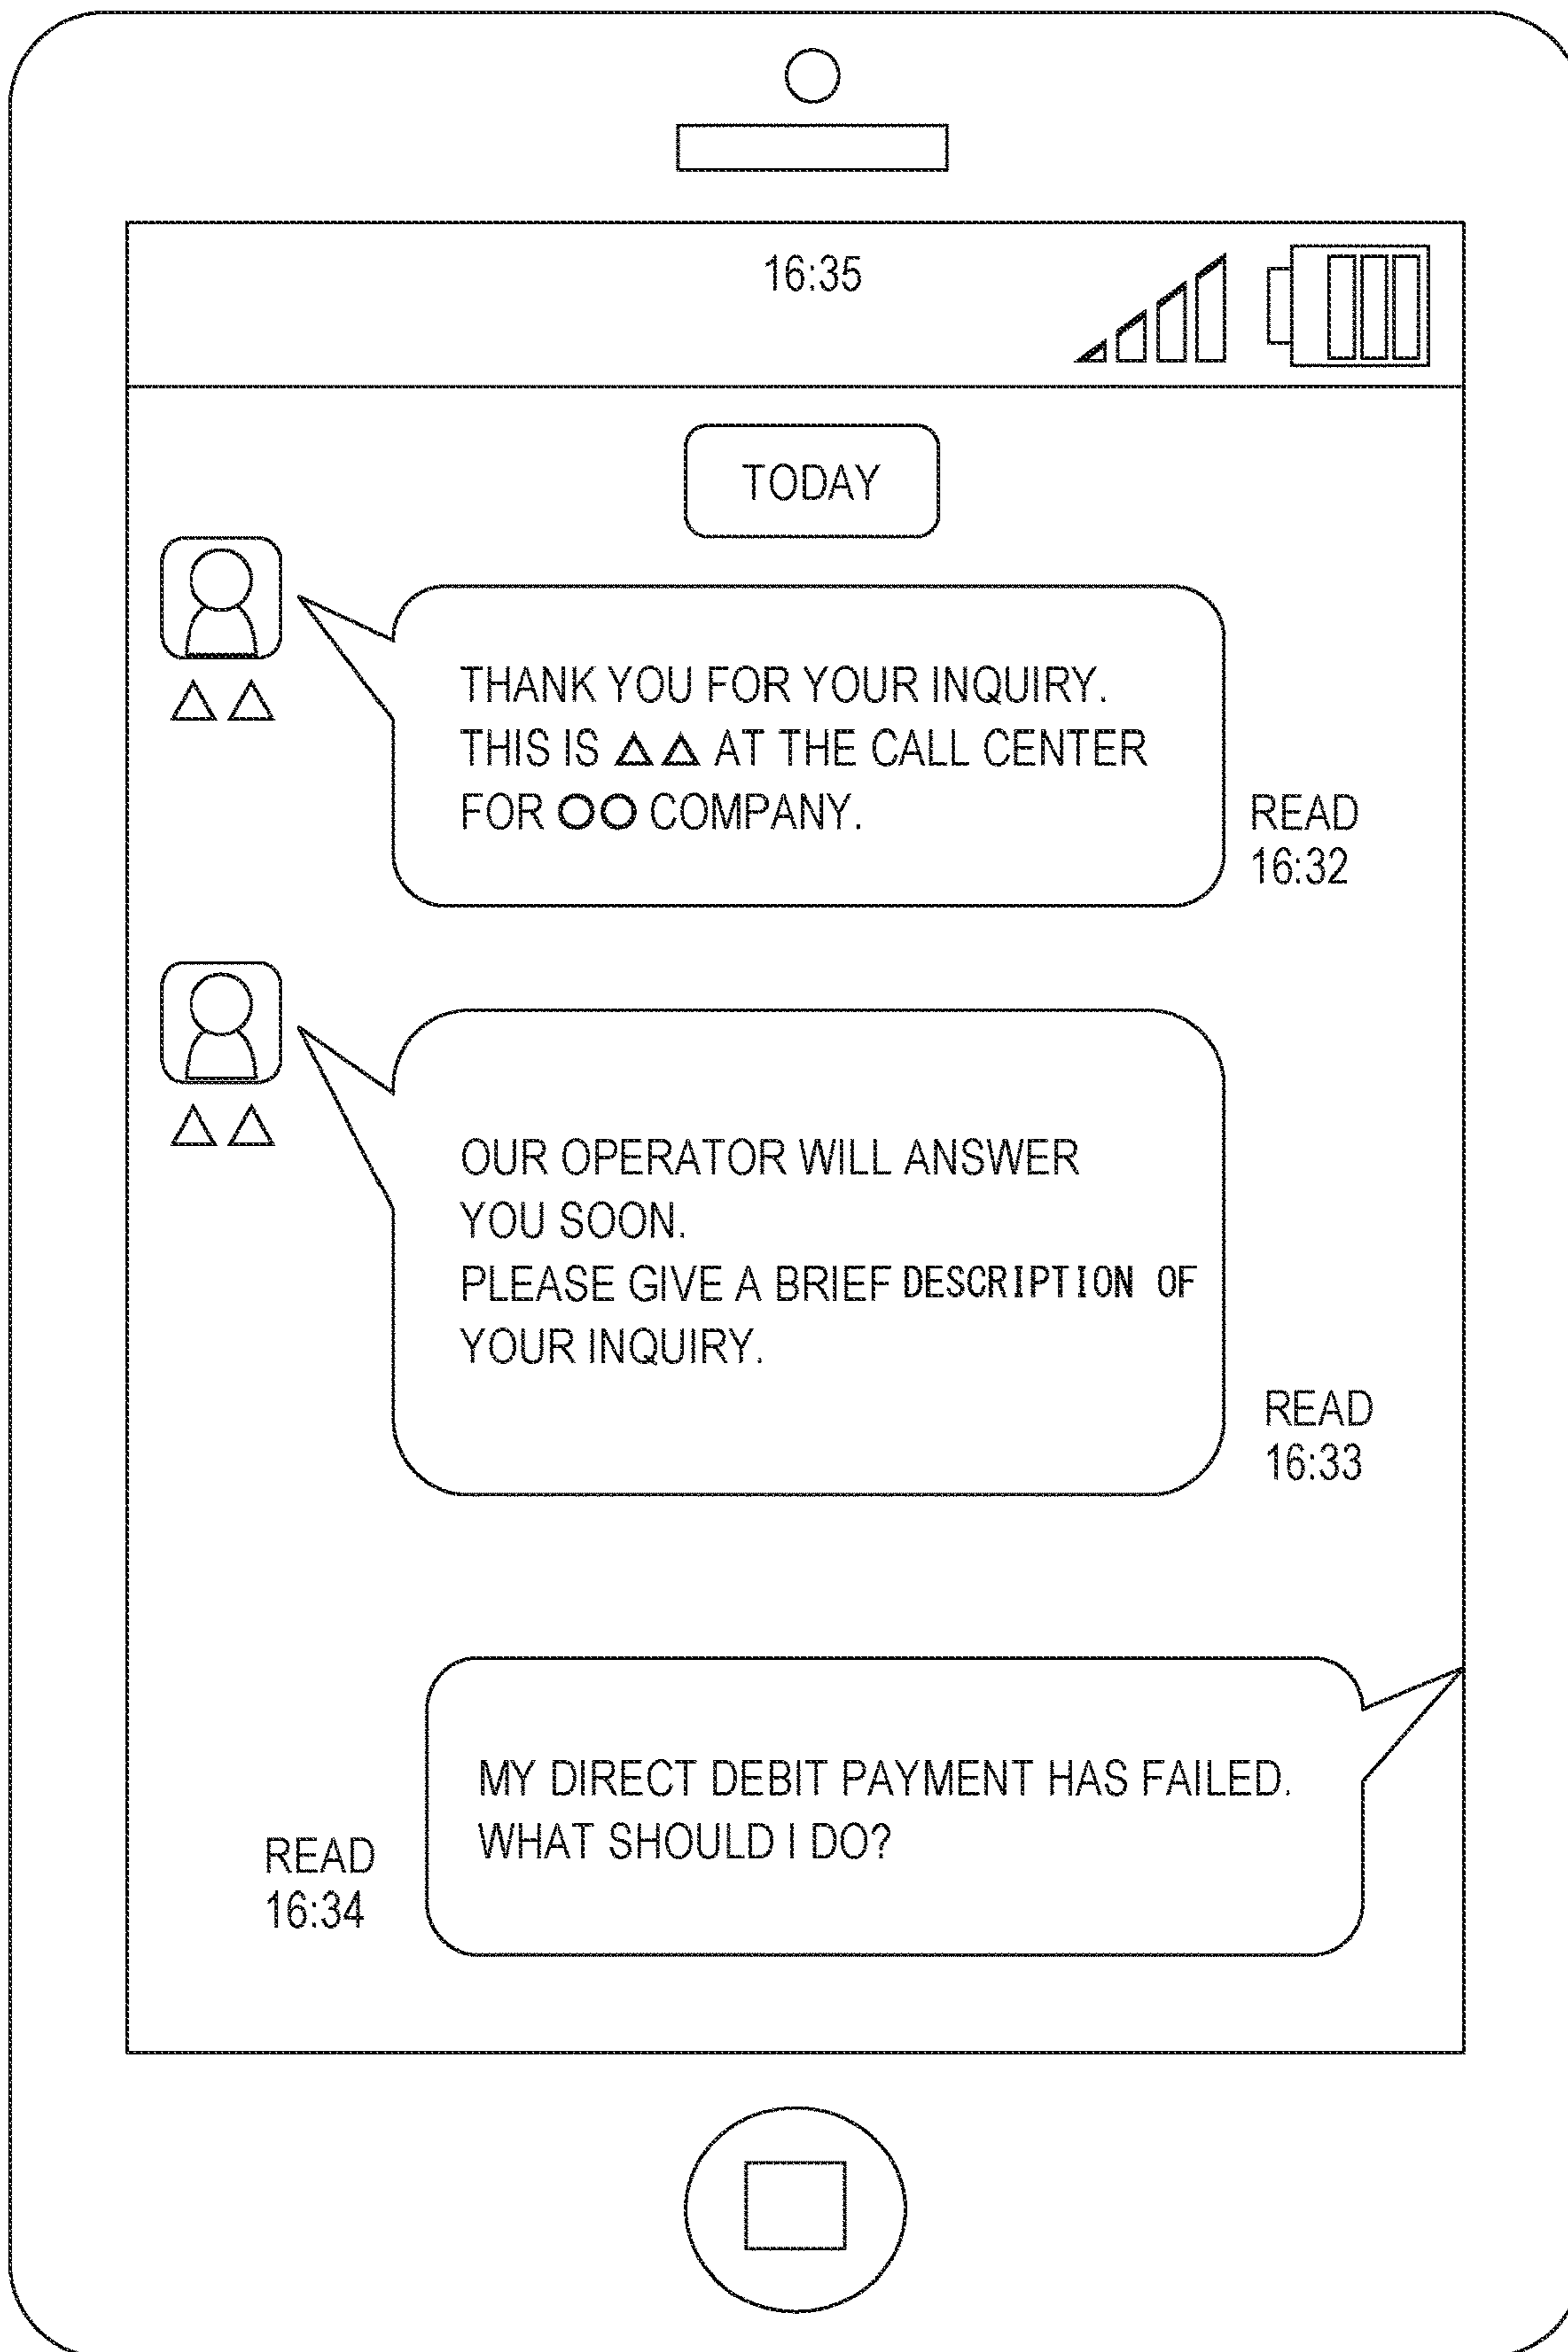 16:35
TODAY
△△
THANK YOU FOR YOUR INQUIRY.
THIS IS △△ AT THE CALL CENTER
FOR ○○ COMPANY.
READ
16:32
△△
OUR OPERATOR WILL ANSWER
YOU SOON.
PLEASE GIVE A BRIEF DESCRIPTION OF
YOUR INQUIRY.
READ
16:33
MY DIRECT DEBIT PAYMENT HAS FAILED.
WHAT SHOULD I DO?
READ
16:34